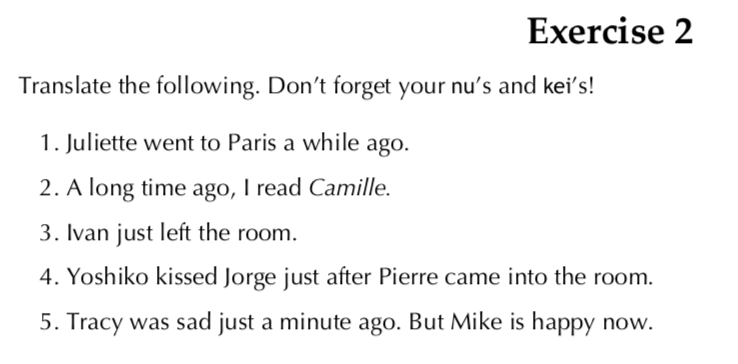 Exercise 2
Translate the following. Don't forget your nu's and kei's!
1. Juliette went to Paris a while ago.
2. A long time ago, I read Camille.
3. Ivan just left the room.
4. Yoshiko kissed Jorge just after Pierre came into the room.
5. Tracy was sad just a minute ago. But Mike is happy now.